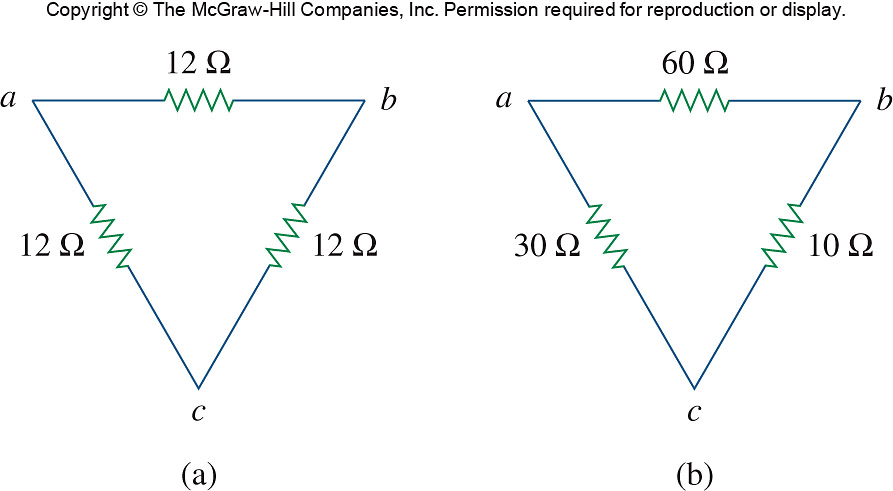 Copyright © The McGraw-Hill Companies, Inc. Permission required for reproduction or display.
12 Ω
a
b
12 Ω
12 Ω
c
(a)
60 Ω
a
b
30 Ω
10 Ω
c
(b)